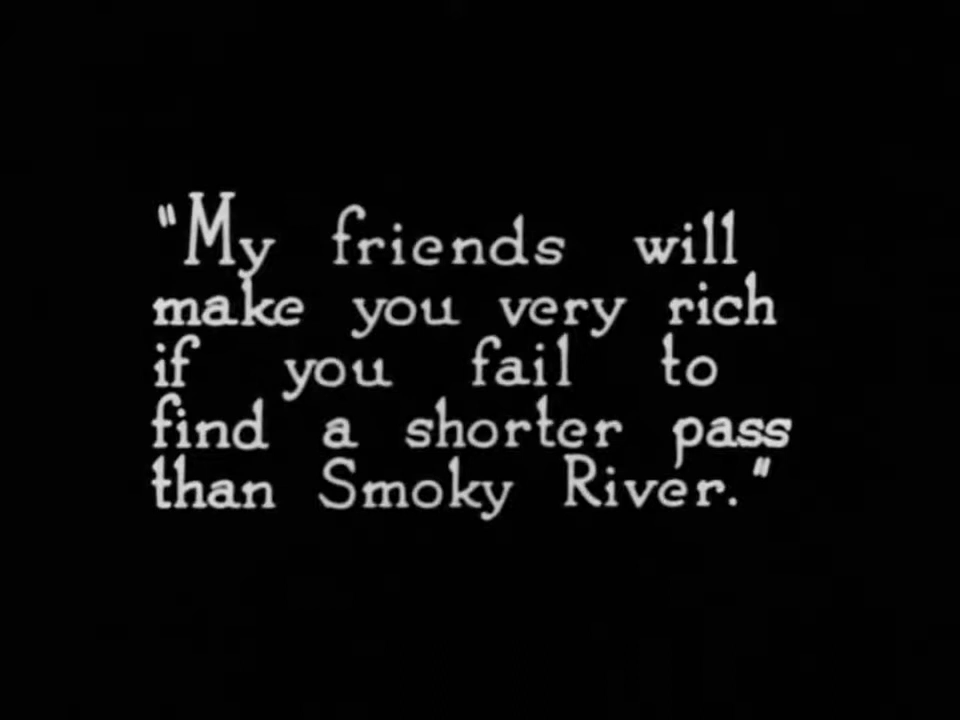 "My friends will
make you very rich
if you fail to
find a shorter pass
than Smoky River."